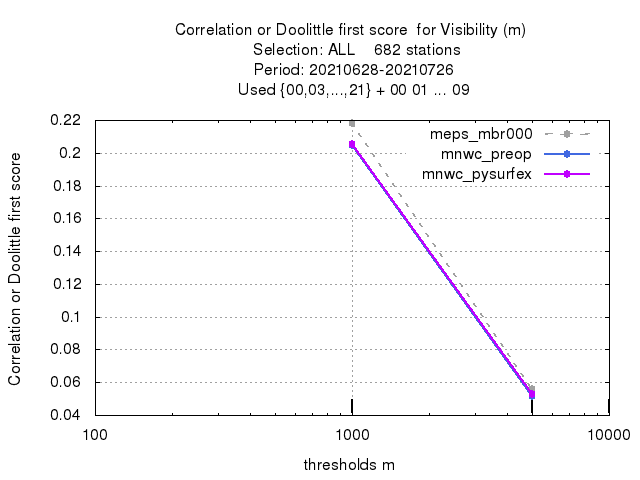 Correlation or Doolittle first score  for Visibility (m)
Selection: ALL    682 stations
Period: 20210628-20210726
Used {00,03,...,21} + 00 01 ... 09
meps_mbr000
mnwc_preop
mnwc_pysurfex
Correlation or Doolittle first score
0.22
0.2
0.18
0.16
0.14
0.12
0.1
0.08
0.06
0.04
100
1000
10000
thresholds m